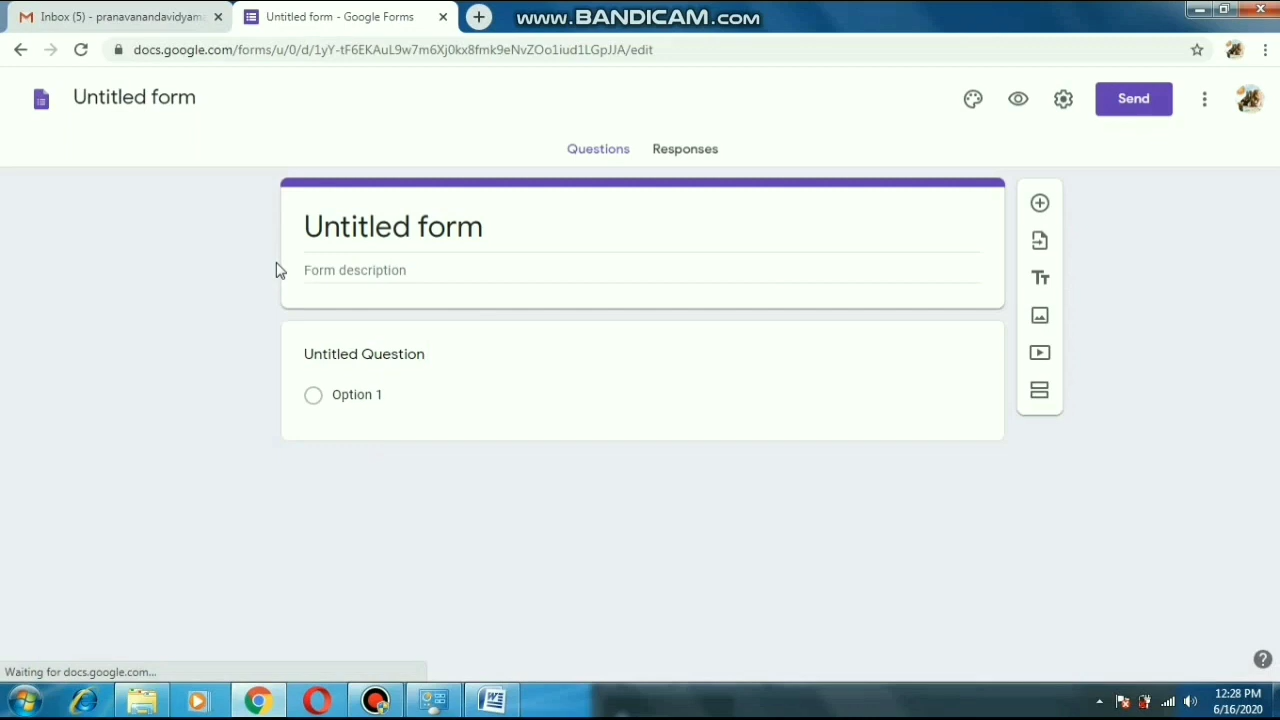 Inbox (5) - pranavanandavidyama
Untitled form - Google Forms
www.BANDICAM.com
docs.google.com/forms/u/0/d/1yY-tF6EKAuL9w7m6Xj0kx8fmk9eNvZOo1iud1LGpJJA/edit
Untitled form
Send
Questions
Responses
Untitled form
Form description
Untitled Question
Option 1
Waiting for docs.google.com...
12:28 PM
6/16/2020